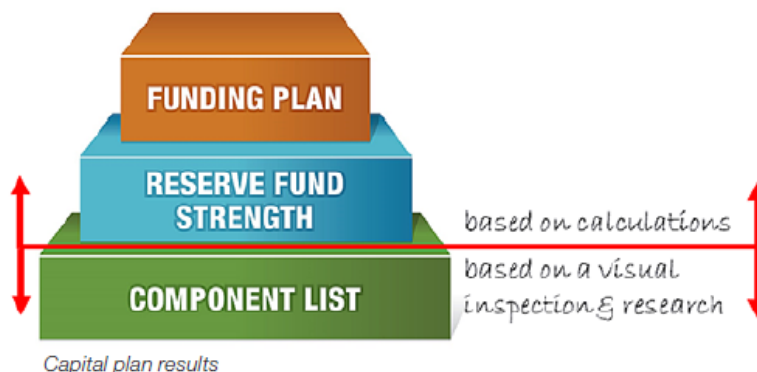 FUNDING PLAN
RESERVE FUND
STRENGTH
based on calculations
based on a visual
inspection & research
COMPONENT LIST
Capital plan results